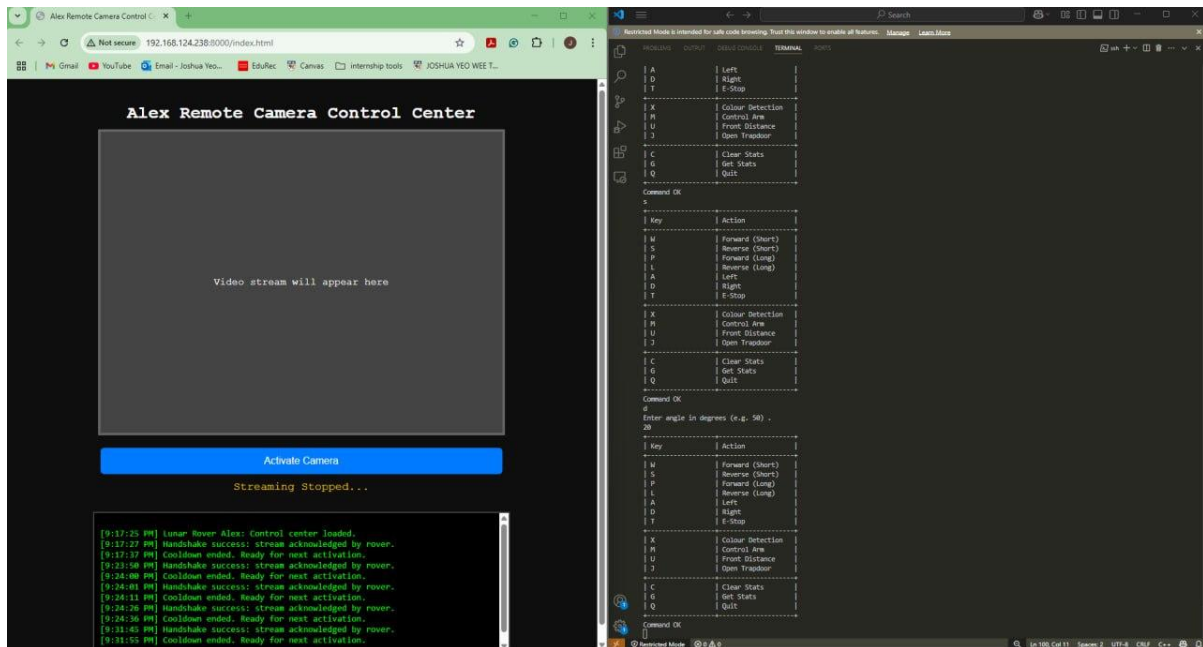 Alex Remote Camera Control C
Not secure 192.168.124.238:8000/index.html
M Gmail YouTube Email - Joshua Yeo... EduRec Canvas internship tools JOSHUA YEO WEE T...
Alex Remote Camera Control Center
Video stream will appear here
Activate Camera
Streaming Stopped...
[9:17:25 PM] Lunar Rover Alex: Control center loaded.
[9:17:27 PM] Handshake success: stream acknowledged by rover.
[9:17:37 PM] Cooldown ended. Ready for next activation.
[9:23:50 PM] Handshake success: stream acknowledged by rover.
[9:24:00 PM] Cooldown ended. Ready for next activation.
[9:24:01 PM] Handshake success: stream acknowledged by rover.
[9:24:11 PM] Cooldown ended. Ready for next activation.
[9:24:26 PM] Handshake success: stream acknowledged by rover.
[9:24:36 PM] Cooldown ended. Ready for next activation.
[9:31:45 PM] Handshake success: stream acknowledged by rover.
[9:31:55 PM] Cooldown ended. Ready for next activation.
Search
Restricted Mode is intended for safe code browsing. Trust this window to enable all features. Manage Learn More
PROBLEMS OUTPUT DEBUG CONSOLE TERMINAL PORTS
ssh
| A | Left |
| D | Right |
| T | E-Stop |
| X | Colour Detection |
| M | Control Arm |
| U | Front Distance |
| J | Open Trapdoor |
| C | Clear Stats |
| G | Get Stats |
| Q | Quit |
Command OK
s
| Key | Action |
| W | Forward (Short) |
| S | Reverse (Short) |
| P | Forward (Long) |
| L | Reverse (Long) |
| A | Left |
| D | Right |
| T | E-Stop |
| X | Colour Detection |
| M | Control Arm |
| U | Front Distance |
| J | Open Trapdoor |
| C | Clear Stats |
| G | Get Stats |
| Q | Quit |
Command OK
d
Enter angle in degrees (e.g. 50) .
20
| Key | Action |
| W | Forward (Short) |
| S | Reverse (Short) |
| P | Forward (Long) |
| L | Reverse (Long) |
| A | Left |
| D | Right |
| T | E-Stop |
| X | Colour Detection |
| M | Control Arm |
| U | Front Distance |
| J | Open Trapdoor |
| C | Clear Stats |
| G | Get Stats |
| Q | Quit |
Command OK
Restricted Mode 0 0 Ln 100, Col 11 Spaces: 2 UTF-8 CRLF C++